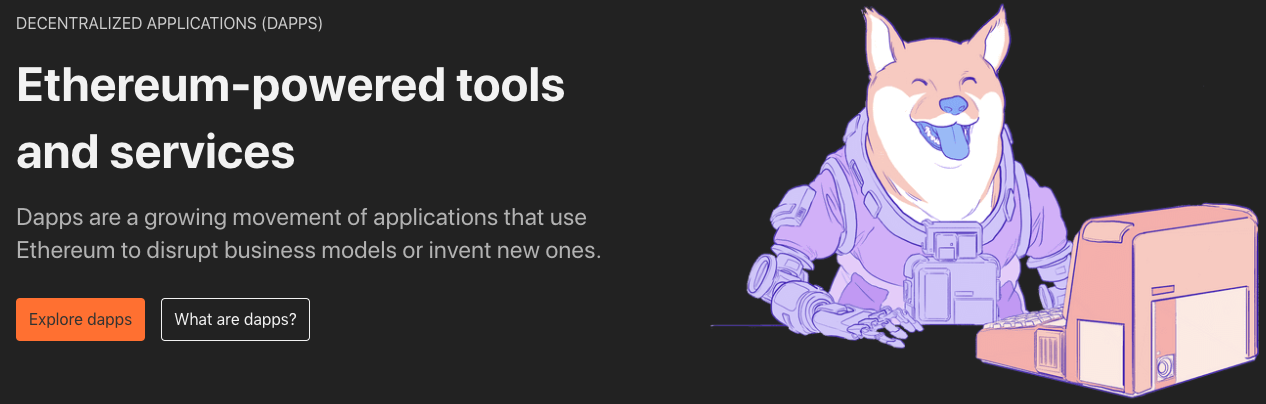 DECENTRALIZED APPLICATIONS (DAPPS)
Ethereum-powered tools
and services
Dapps are a growing movement of applications that use
Ethereum to disrupt business models or invent new ones.
Explore dapps
What are dapps?